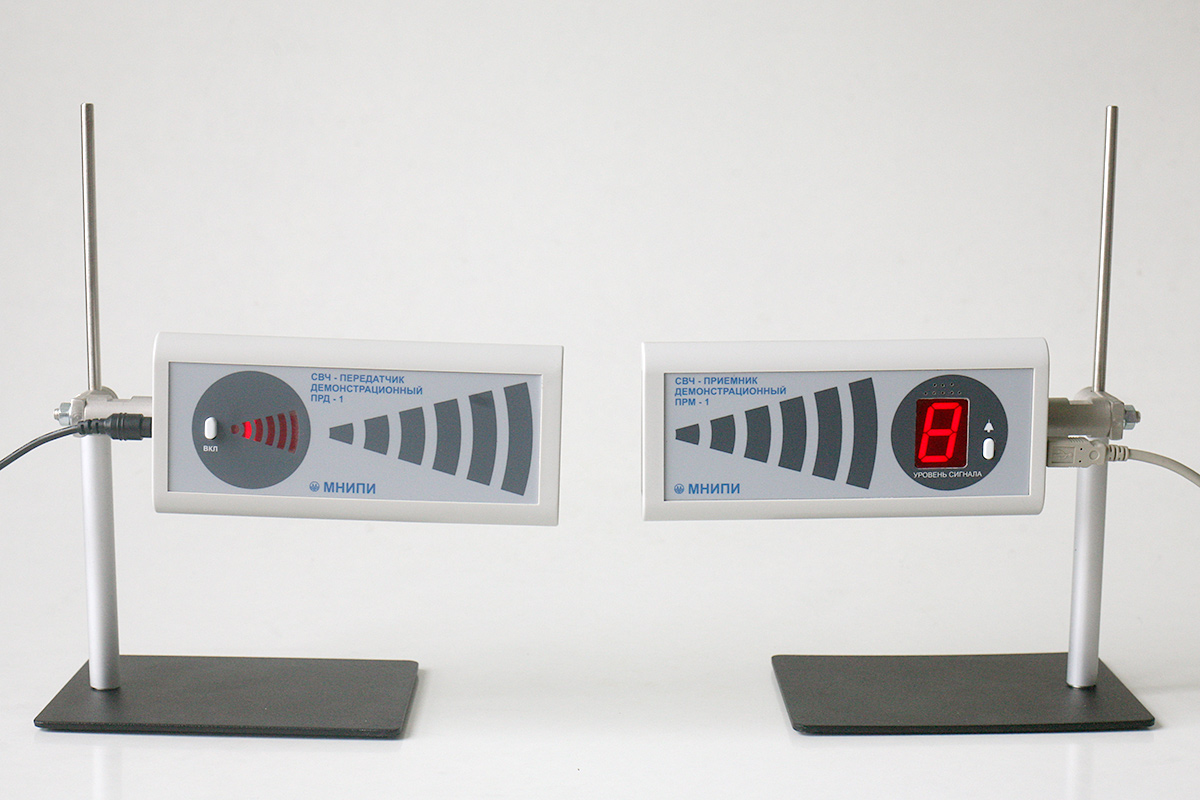 СВЧ - ПЕРЕДАТЧИК
ДЕМОНСТРАЦИОННЫЙ
ПРД - 1
ВКЛ
МНИПИ
СВЧ - ПРИЕМНИК
ДЕМОНСТРАЦИОННЫЙ
ПРМ - 1
8
УРОВЕНЬ СИГНАЛА
МНИПИ